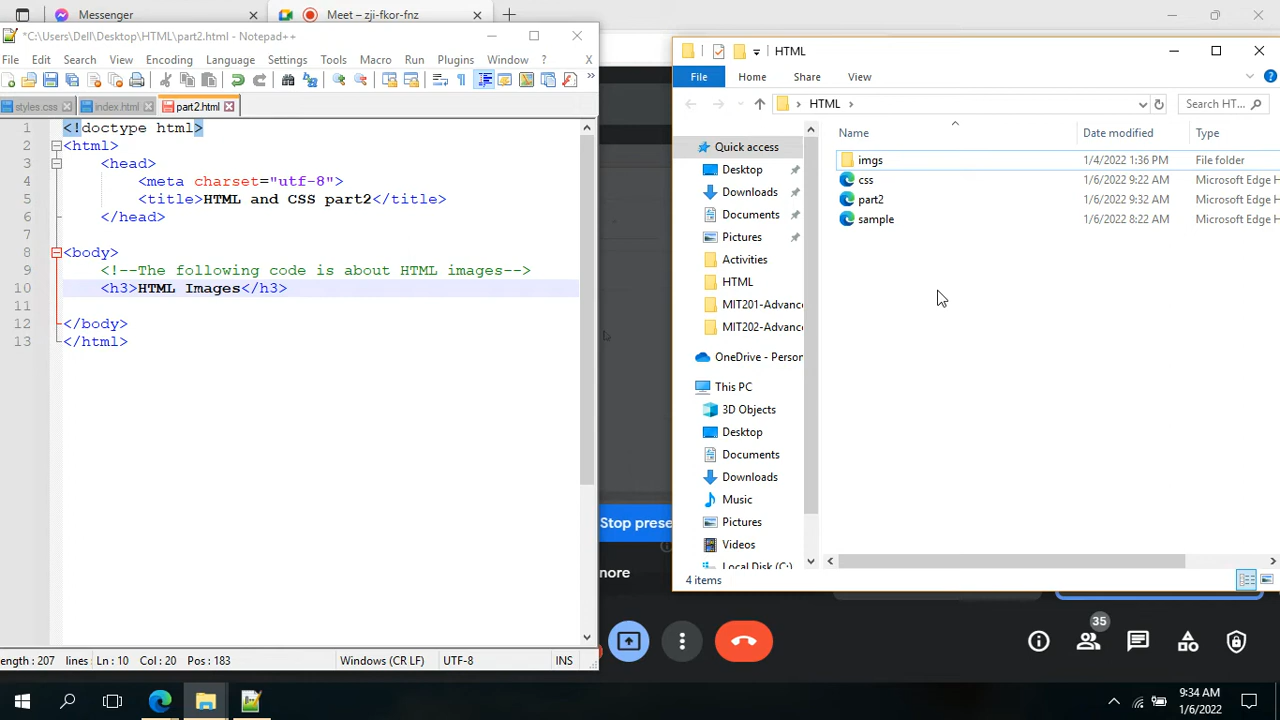 Messenger
Meet – zji-fkor-fnz
*C:\Users\Dell\Desktop\HTML\part2.html - Notepad++
File Edit Search View Encoding Language Settings Tools Macro Run Plugins Window ? X
styles.css index.html part2.html
1 <!doctype html>
2 <html>
3 <head>
4 <meta charset="utf-8">
5 <title>HTML and CSS part2</title>
6 </head>
7
8 <body>
9 <!--The following code is about HTML images-->
10 <h3>HTML Images</h3>
11
12 </body>
13 </html>
ength: 207 lines Ln: 10 Col: 20 Pos: 183 Windows (CR LF) UTF-8 INS
HTML
File Home Share View
HTML
Search HT...
Name Date modified Type
imgs 1/4/2022 1:36 PM File folder
css 1/6/2022 9:22 AM Microsoft Edge H
part2 1/6/2022 9:32 AM Microsoft Edge H
sample 1/6/2022 8:22 AM Microsoft Edge H
Quick access
Desktop
Downloads
Documents
Pictures
Activities
HTML
MIT201-Advance
MIT202-Advance
OneDrive - Person
This PC
3D Objects
Desktop
Documents
Downloads
Music
Pictures
Videos
Local Disk (C:)
4 items
Stop prese
more
35
9:34 AM
1/6/2022